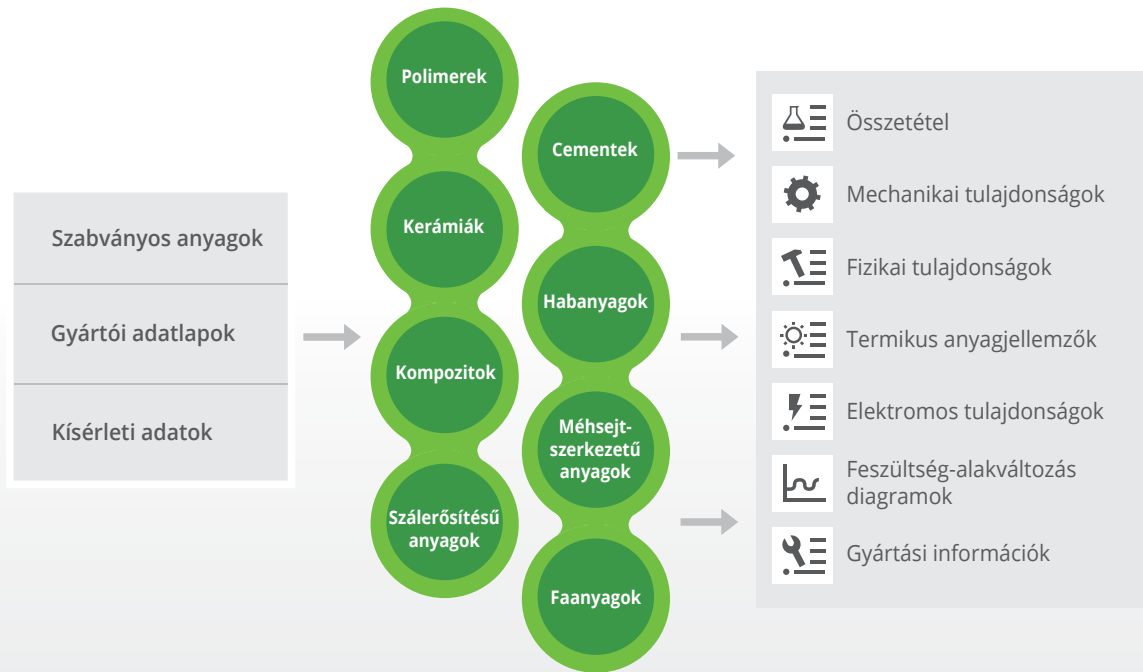 Szabványos anyagok
Gyártói adatlapok
Kísérleti adatok
Polimerek
Kerámiák
Kompozitok
Szálerősítésű
anyagok
Cementek
Habanyagok
Méhsejt-
szerkezetű
anyagok
Faanyagok
Összetétel
Mechanikai tulajdonságok
Fizikai tulajdonságok
Termikus anyagjellemzők
Elektromos tulajdonságok
Feszültség-alakváltozás
diagramok
Gyártási információk